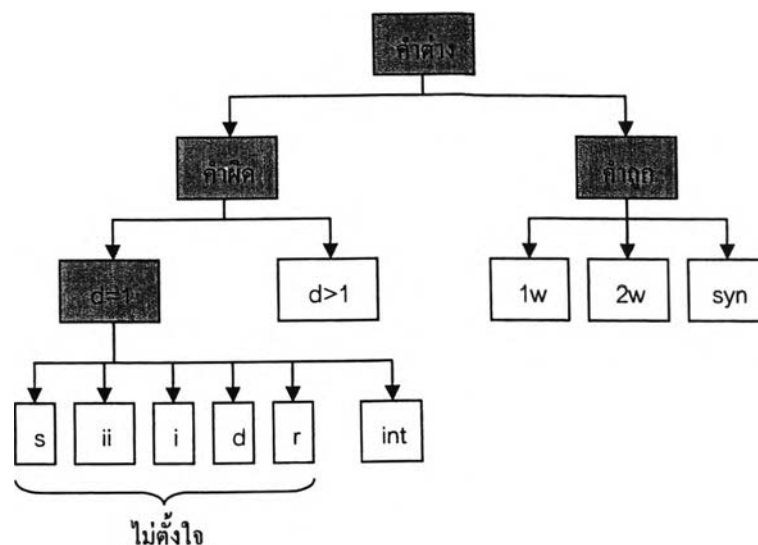 คำต่าง
คำผิด คำถูก
d=1 d>1 1w 2w syn
s ii i d r int
ไม่ตั้งใจ